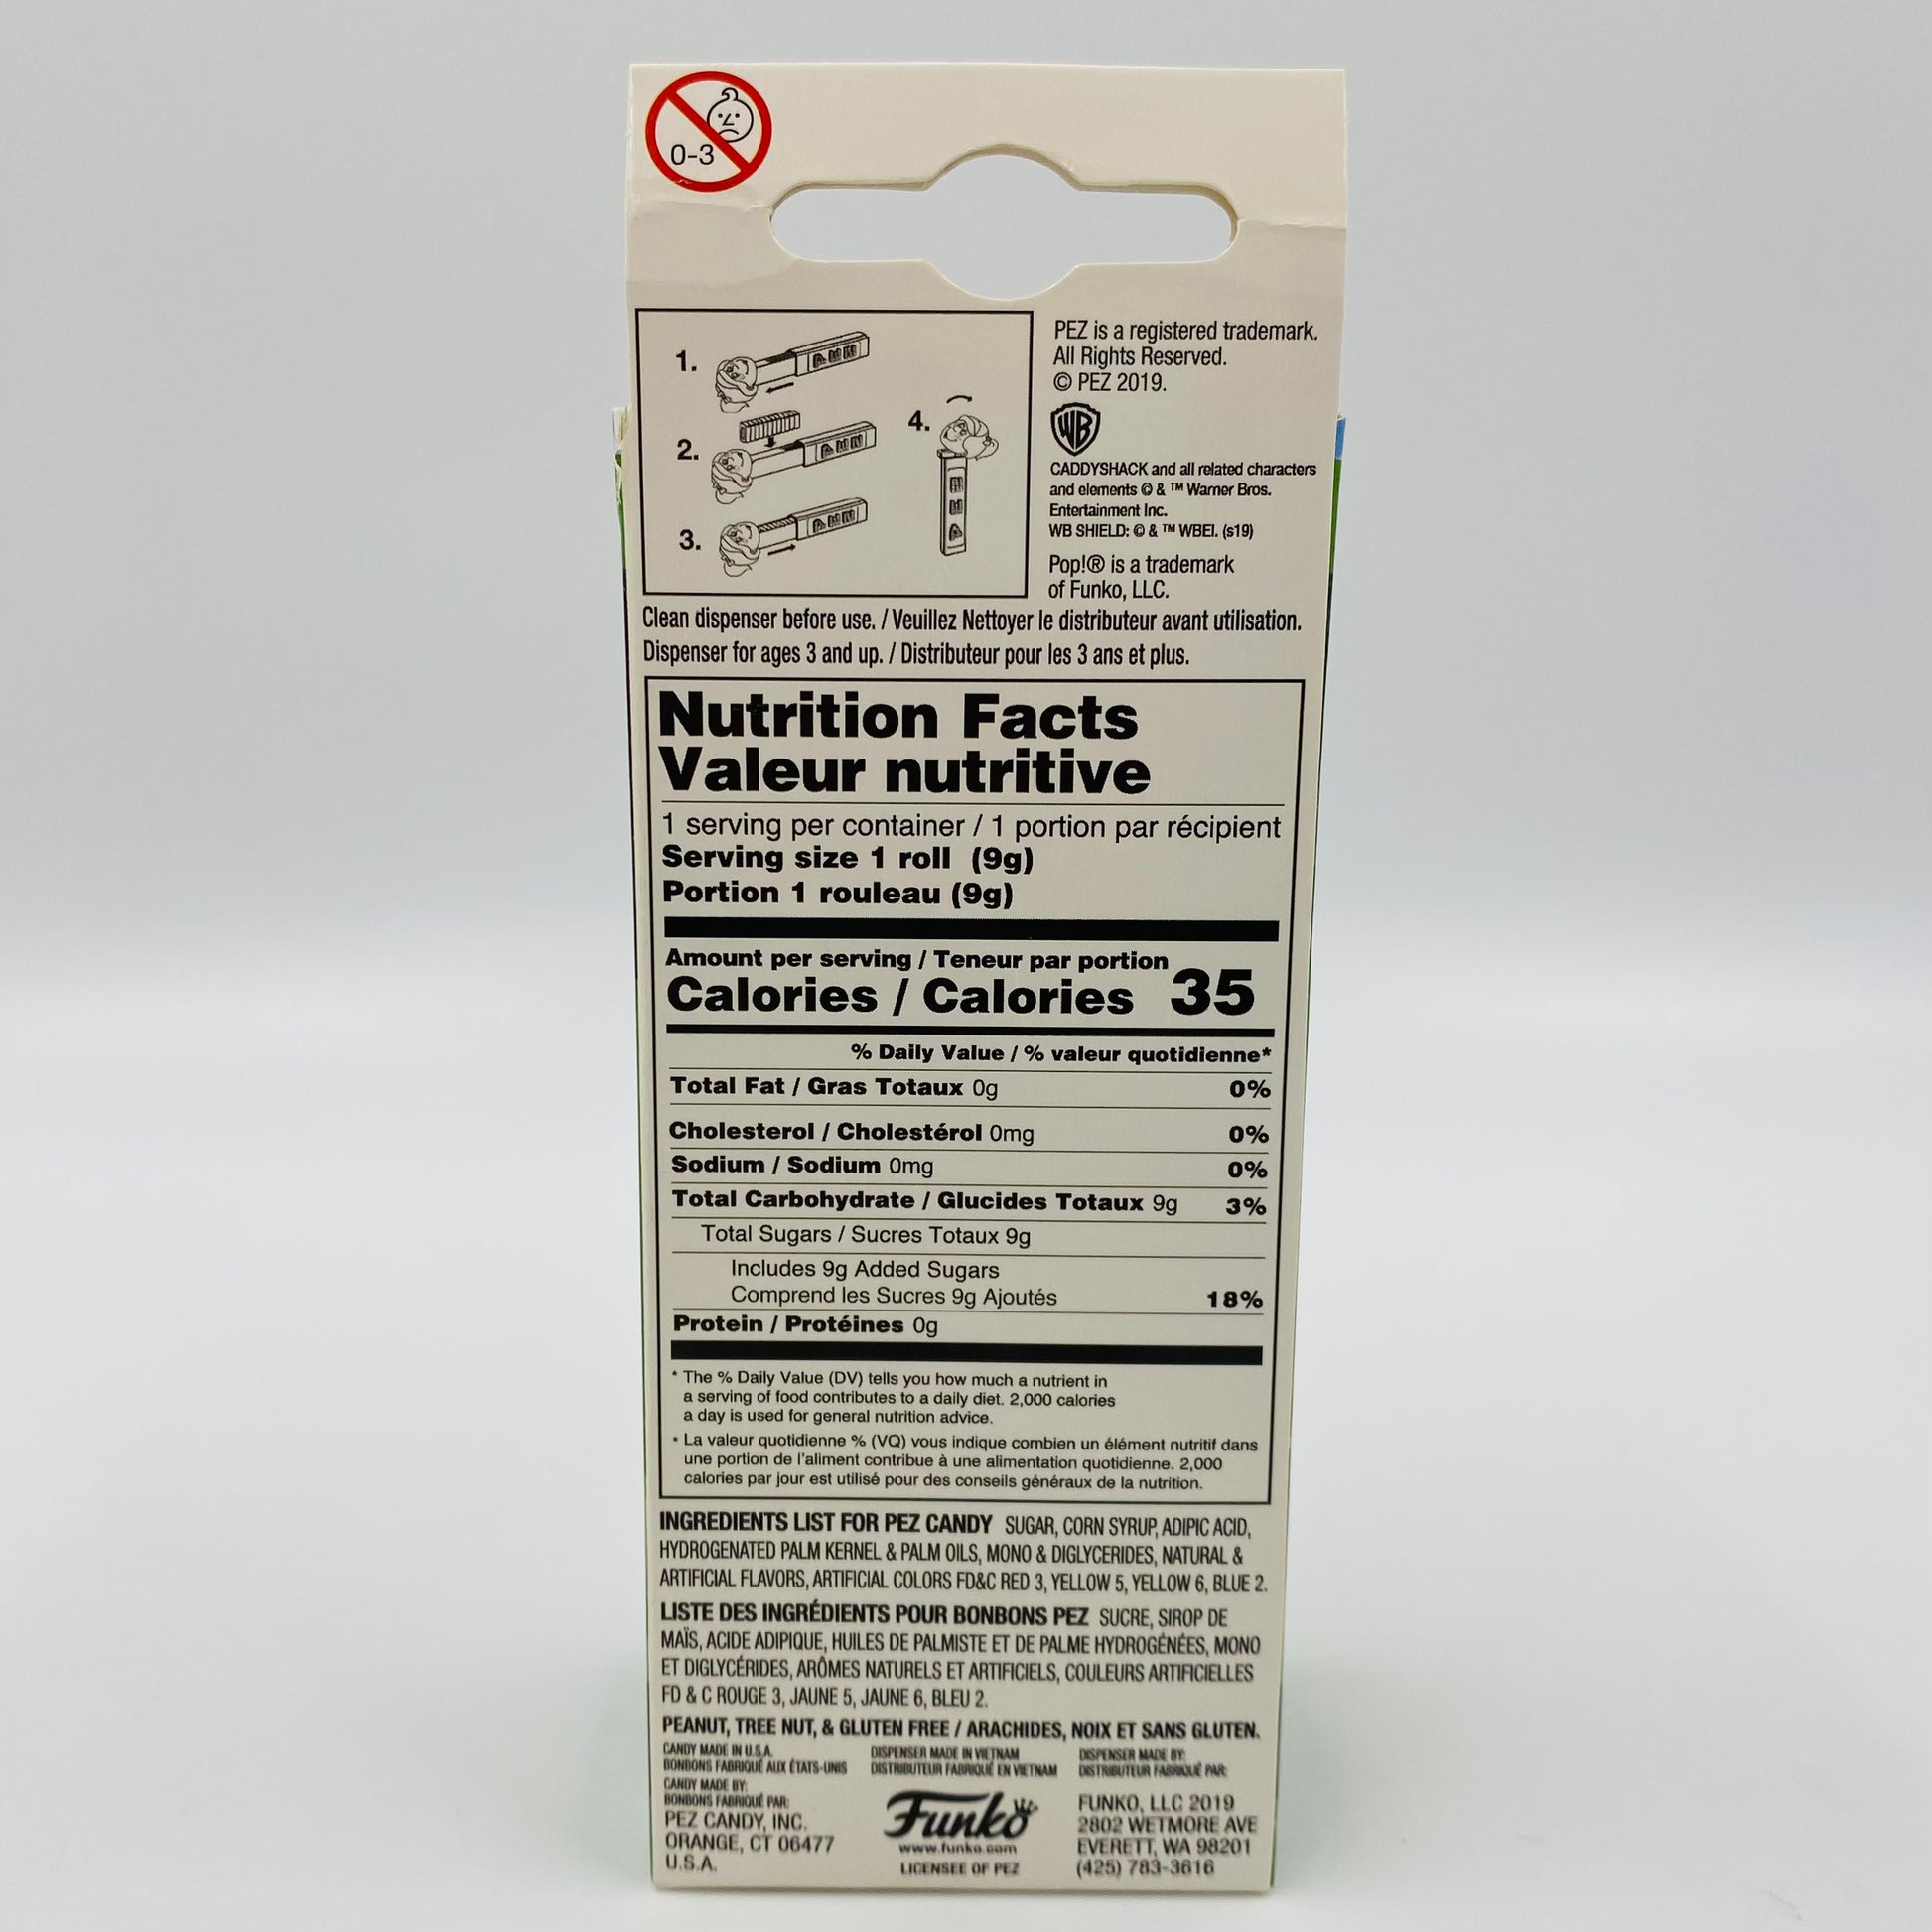 0-3
1.
2.
3.
4.
PEZ is a registered trademark.
All Rights Reserved.
© PEZ 2019.
WB
CADDYSHACK and all related characters
and elements © & ™ Warner Bros.
Entertainment Inc.
WB SHIELD: © & ™ WBEI. (s19)
Pop!® is a trademark
of Funko, LLC.
Clean dispenser before use. / Veuillez Nettoyer le distributeur avant utilisation.
Dispenser for ages 3 and up. / Distributeur pour les 3 ans et plus.
Nutrition Facts
Valeur nutritive
1 serving per container / 1 portion par récipient
Serving size 1 roll (9g)
Portion 1 rouleau (9g)
Amount per serving / Teneur par portion
Calories / Calories 35
% Daily Value / % valeur quotidienne*
Total Fat / Gras Totaux 0g 0%
Cholesterol / Cholestérol 0mg 0%
Sodium / Sodium 0mg 0%
Total Carbohydrate / Glucides Totaux 9g 3%
Total Sugars / Sucres Totaux 9g
Includes 9g Added Sugars
Comprend les Sucres 9g Ajoutés 18%
Protein / Protéines 0g
* The % Daily Value (DV) tells you how much a nutrient in
a serving of food contributes to a daily diet. 2,000 calories
a day is used for general nutrition advice.
* La valeur quotidienne % (VQ) vous indique combien un élément nutritif dans
une portion de l'aliment contribue à une alimentation quotidienne. 2,000
calories par jour est utilisé pour des conseils généraux de la nutrition.
INGREDIENTS LIST FOR PEZ CANDY SUGAR, CORN SYRUP, ADIPIC ACID,
HYDROGENATED PALM KERNEL & PALM OILS, MONO & DIGLYCERIDES, NATURAL &
ARTIFICIAL FLAVORS, ARTIFICIAL COLORS FD&C RED 3, YELLOW 5, YELLOW 6, BLUE 2.
LISTE DES INGRÉDIENTS POUR BONBONS PEZ SUCRE, SIROP DE
MAÏS, ACIDE ADIPIQUE, HUILES DE PALMISTE ET DE PALME HYDROGÉNÉES, MONO
ET DIGLYCÉRIDES, ARÔMES NATURELS ET ARTIFICIELS, COULEURS ARTIFICIELLES
FD & C ROUGE 3, JAUNE 5, JAUNE 6, BLEU 2.
PEANUT, TREE NUT, & GLUTEN FREE / ARACHIDES, NOIX ET SANS GLUTEN.
CANDY MADE IN U.S.A.
BONBONS FABRIQUÉ AUX ÉTATS-UNIS
CANDY MADE BY:
BONBONS FABRIQUÉ PAR:
PEZ CANDY, INC.
ORANGE, CT 06477
U.S.A.
DISPENSER MADE IN VIETNAM
DISTRIBUTEUR FABRIQUÉ EN VIETNAM
Funko
www.funko.com
LICENSEE OF PEZ
DISPENSER MADE BY:
DISTRIBUTEUR FABRIQUÉ PAR:
FUNKO, LLC 2019
2802 WETMORE AVE
EVERETT, WA 98201
(425) 783-3616